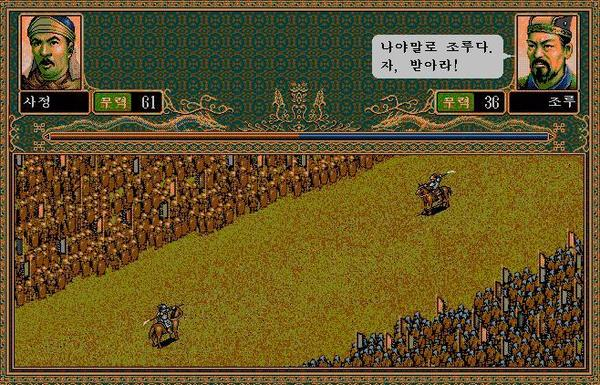 나야말로 조루다.
자, 받아라!
사정
무력 61
무력 36
조루